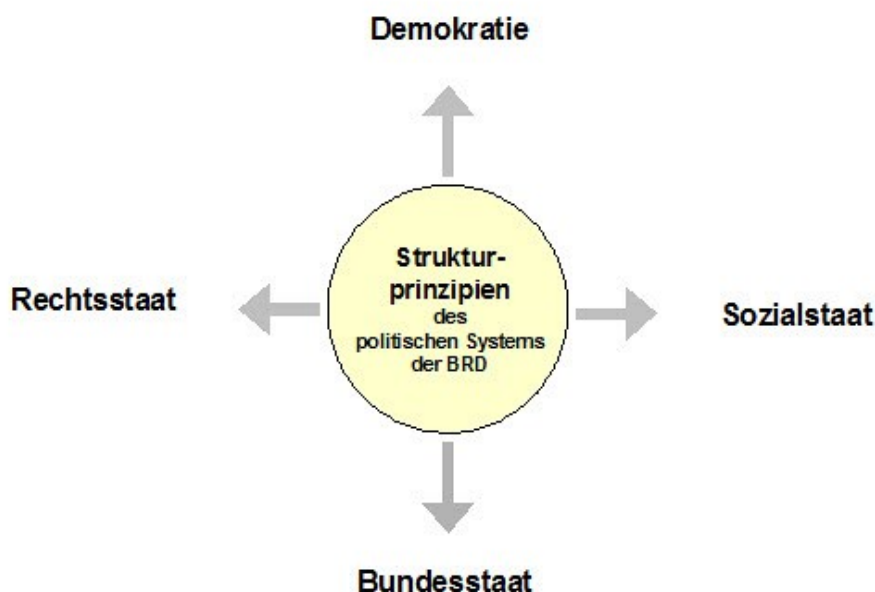 Demokratie
Struktur-
prinzipien
des
politischen Systems
der BRD
Rechtsstaat
Sozialstaat
Bundesstaat